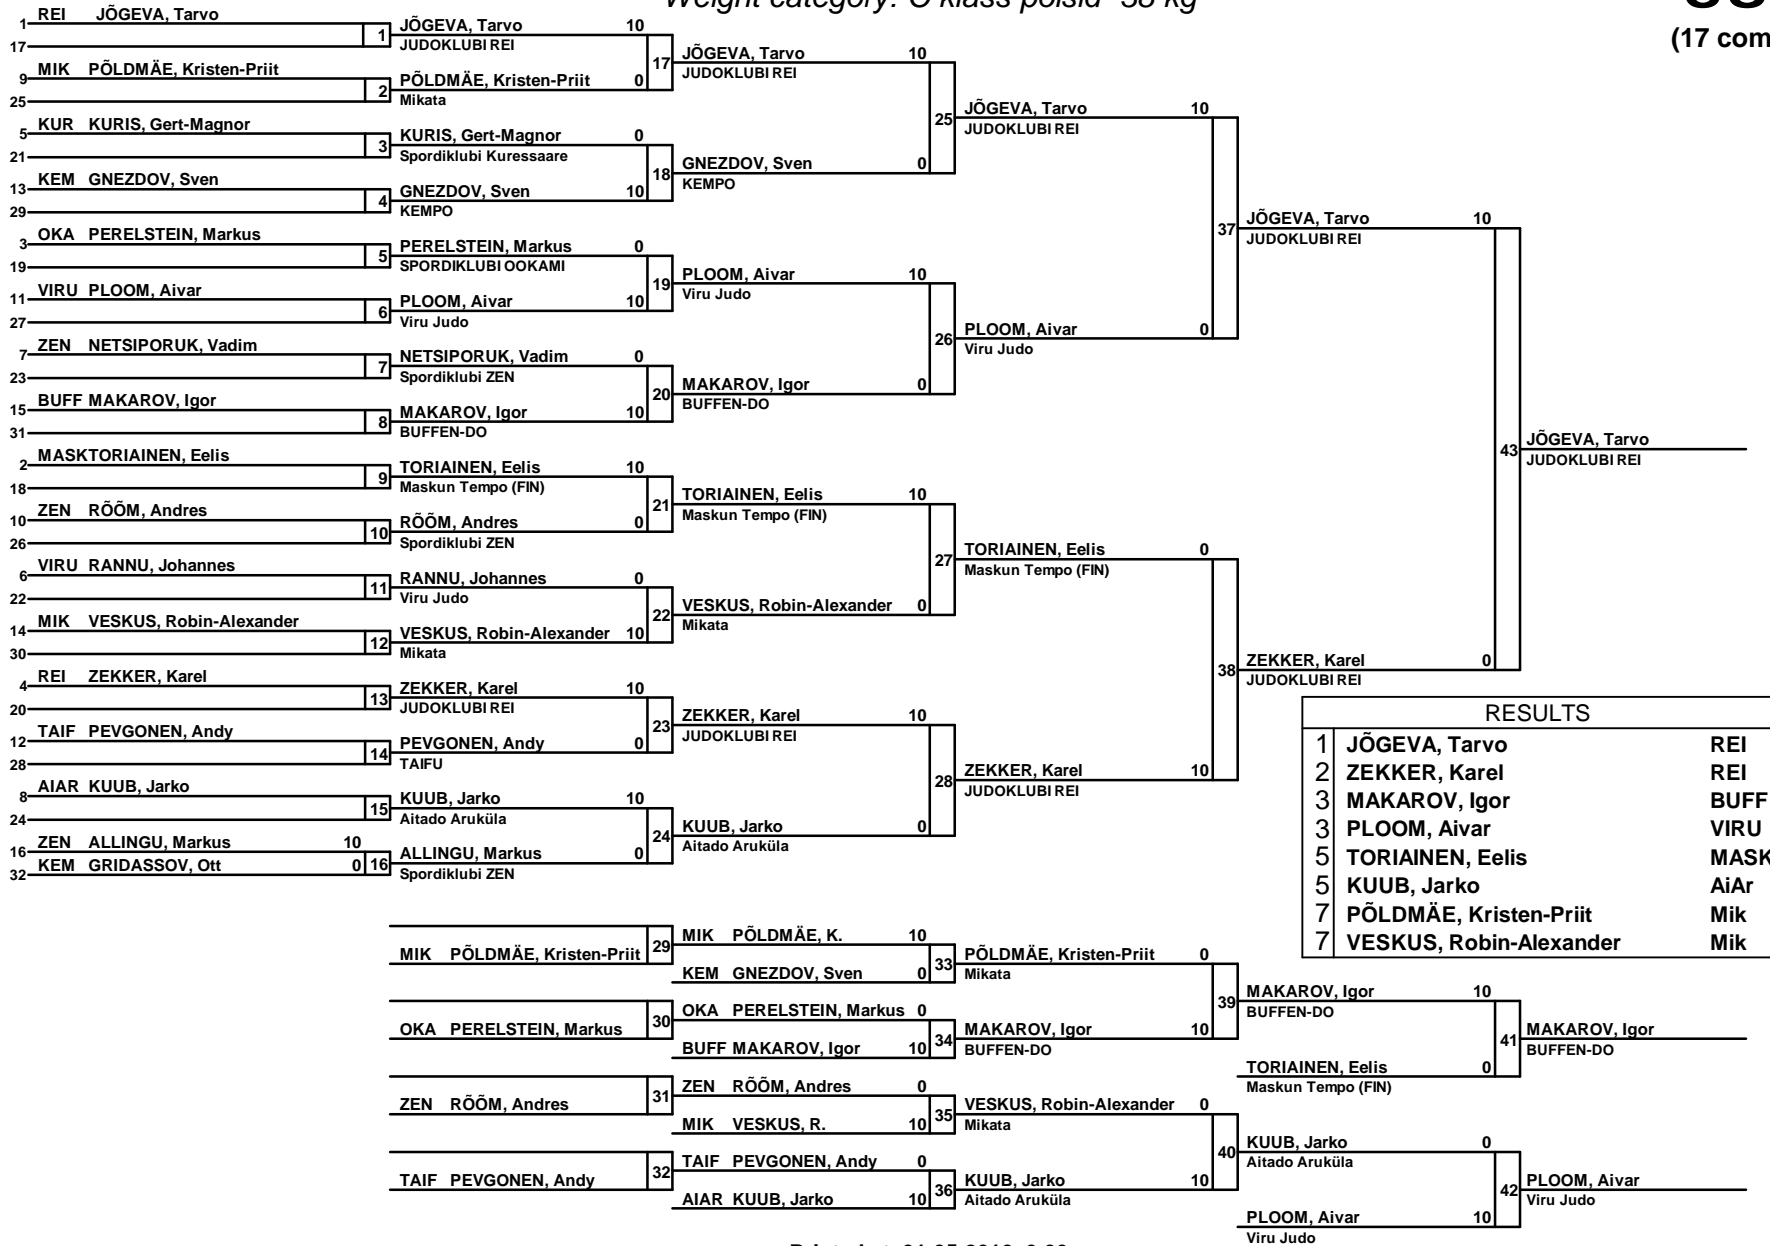 Weight category: C klass poisid -38 kg
(17 com
1 REI JÕGEVA, Tarvo
17
1
9 MIK PÕLDMÄE, Kristen-Priit
25
2
5 KUR KURIS, Gert-Magnor
21
3
13 KEM GNEZDOV, Sven
29
4
3 OKA PERELSTEIN, Markus
19
5
11 VIRU PLOOM, Aivar
27
6
7 ZEN NETSIPORUK, Vadim
23
7
15 BUFF MAKAROV, Igor
31
8
2 MASKTORIAINEN, Eelis
18
9
10 ZEN RÕÕM, Andres
26
10
6 VIRU RANNU, Johannes
22
11
14 MIK VESKUS, Robin-Alexander
30
12
4 REI ZEKKER, Karel
20
13
12 TAIF PEVGONEN, Andy
28
14
8 AIAR KUUB, Jarko
24
15
16 ZEN ALLINGU, Markus 10
32 KEM GRIDASSOV, Ott 0
16
JÕGEVA, Tarvo 10
JUDOKLUBI REI
17
PÕLDMÄE, Kristen-Priit 0
Mikata
KURIS, Gert-Magnor 0
Spordiklubi Kuressaare
18
GNEZDOV, Sven 10
KEMPO
PERELSTEIN, Markus 0
SPORDIKLUBI OOKAMI
19
PLOOM, Aivar 10
Viru Judo
NETSIPORUK, Vadim 0
Spordiklubi ZEN
20
MAKAROV, Igor 10
BUFFEN-DO
TORIAINEN, Eelis 10
Maskun Tempo (FIN)
21
RÕÕM, Andres 0
Spordiklubi ZEN
RANNU, Johannes 0
Viru Judo
22
VESKUS, Robin-Alexander 10
Mikata
ZEKKER, Karel 10
JUDOKLUBI REI
23
PEVGONEN, Andy 0
TAIFU
KUUB, Jarko 10
Aitado Aruküla
24
ALLINGU, Markus 0
Spordiklubi ZEN
JÕGEVA, Tarvo 10
JUDOKLUBI REI
25
GNEZDOV, Sven 0
KEMPO
PLOOM, Aivar 10
Viru Judo
26
MAKAROV, Igor 0
BUFFEN-DO
TORIAINEN, Eelis 10
Maskun Tempo (FIN)
27
VESKUS, Robin-Alexander 0
Mikata
ZEKKER, Karel 10
JUDOKLUBI REI
28
KUUB, Jarko 0
Aitado Aruküla
JÕGEVA, Tarvo 10
JUDOKLUBI REI
37
PLOOM, Aivar 0
Viru Judo
TORIAINEN, Eelis 0
Maskun Tempo (FIN)
38
ZEKKER, Karel 10
JUDOKLUBI REI
JÕGEVA, Tarvo 10
JUDOKLUBI REI
43
ZEKKER, Karel 0
JUDOKLUBI REI
JÕGEVA, Tarvo
JUDOKLUBI REI
RESULTS
1 JÕGEVA, Tarvo REI
2 ZEKKER, Karel REI
3 MAKAROV, Igor BUFF
3 PLOOM, Aivar VIRU
5 TORIAINEN, Eelis MASK
5 KUUB, Jarko AiAr
7 PÕLDMÄE, Kristen-Priit Mik
7 VESKUS, Robin-Alexander Mik
MIK PÕLDMÄE, Kristen-Priit 29
OKA PERELSTEIN, Markus 30
ZEN RÕÕM, Andres 31
TAIF PEVGONEN, Andy 32
MIK PÕLDMÄE, K. 10
KEM GNEZDOV, Sven 0
33
OKA PERELSTEIN, Markus 0
BUFF MAKAROV, Igor 10
34
ZEN RÕÕM, Andres 0
MIK VESKUS, R. 10
35
TAIF PEVGONEN, Andy 0
AIAR KUUB, Jarko 10
36
PÕLDMÄE, Kristen-Priit 0
Mikata
39
MAKAROV, Igor 10
BUFFEN-DO
VESKUS, Robin-Alexander 0
Mikata
40
KUUB, Jarko 10
Aitado Aruküla
MAKAROV, Igor 10
BUFFEN-DO
41
TORIAINEN, Eelis 0
Maskun Tempo (FIN)
KUUB, Jarko 0
Aitado Aruküla
42
PLOOM, Aivar 10
Viru Judo
MAKAROV, Igor
BUFFEN-DO
PLOOM, Aivar
Viru Judo